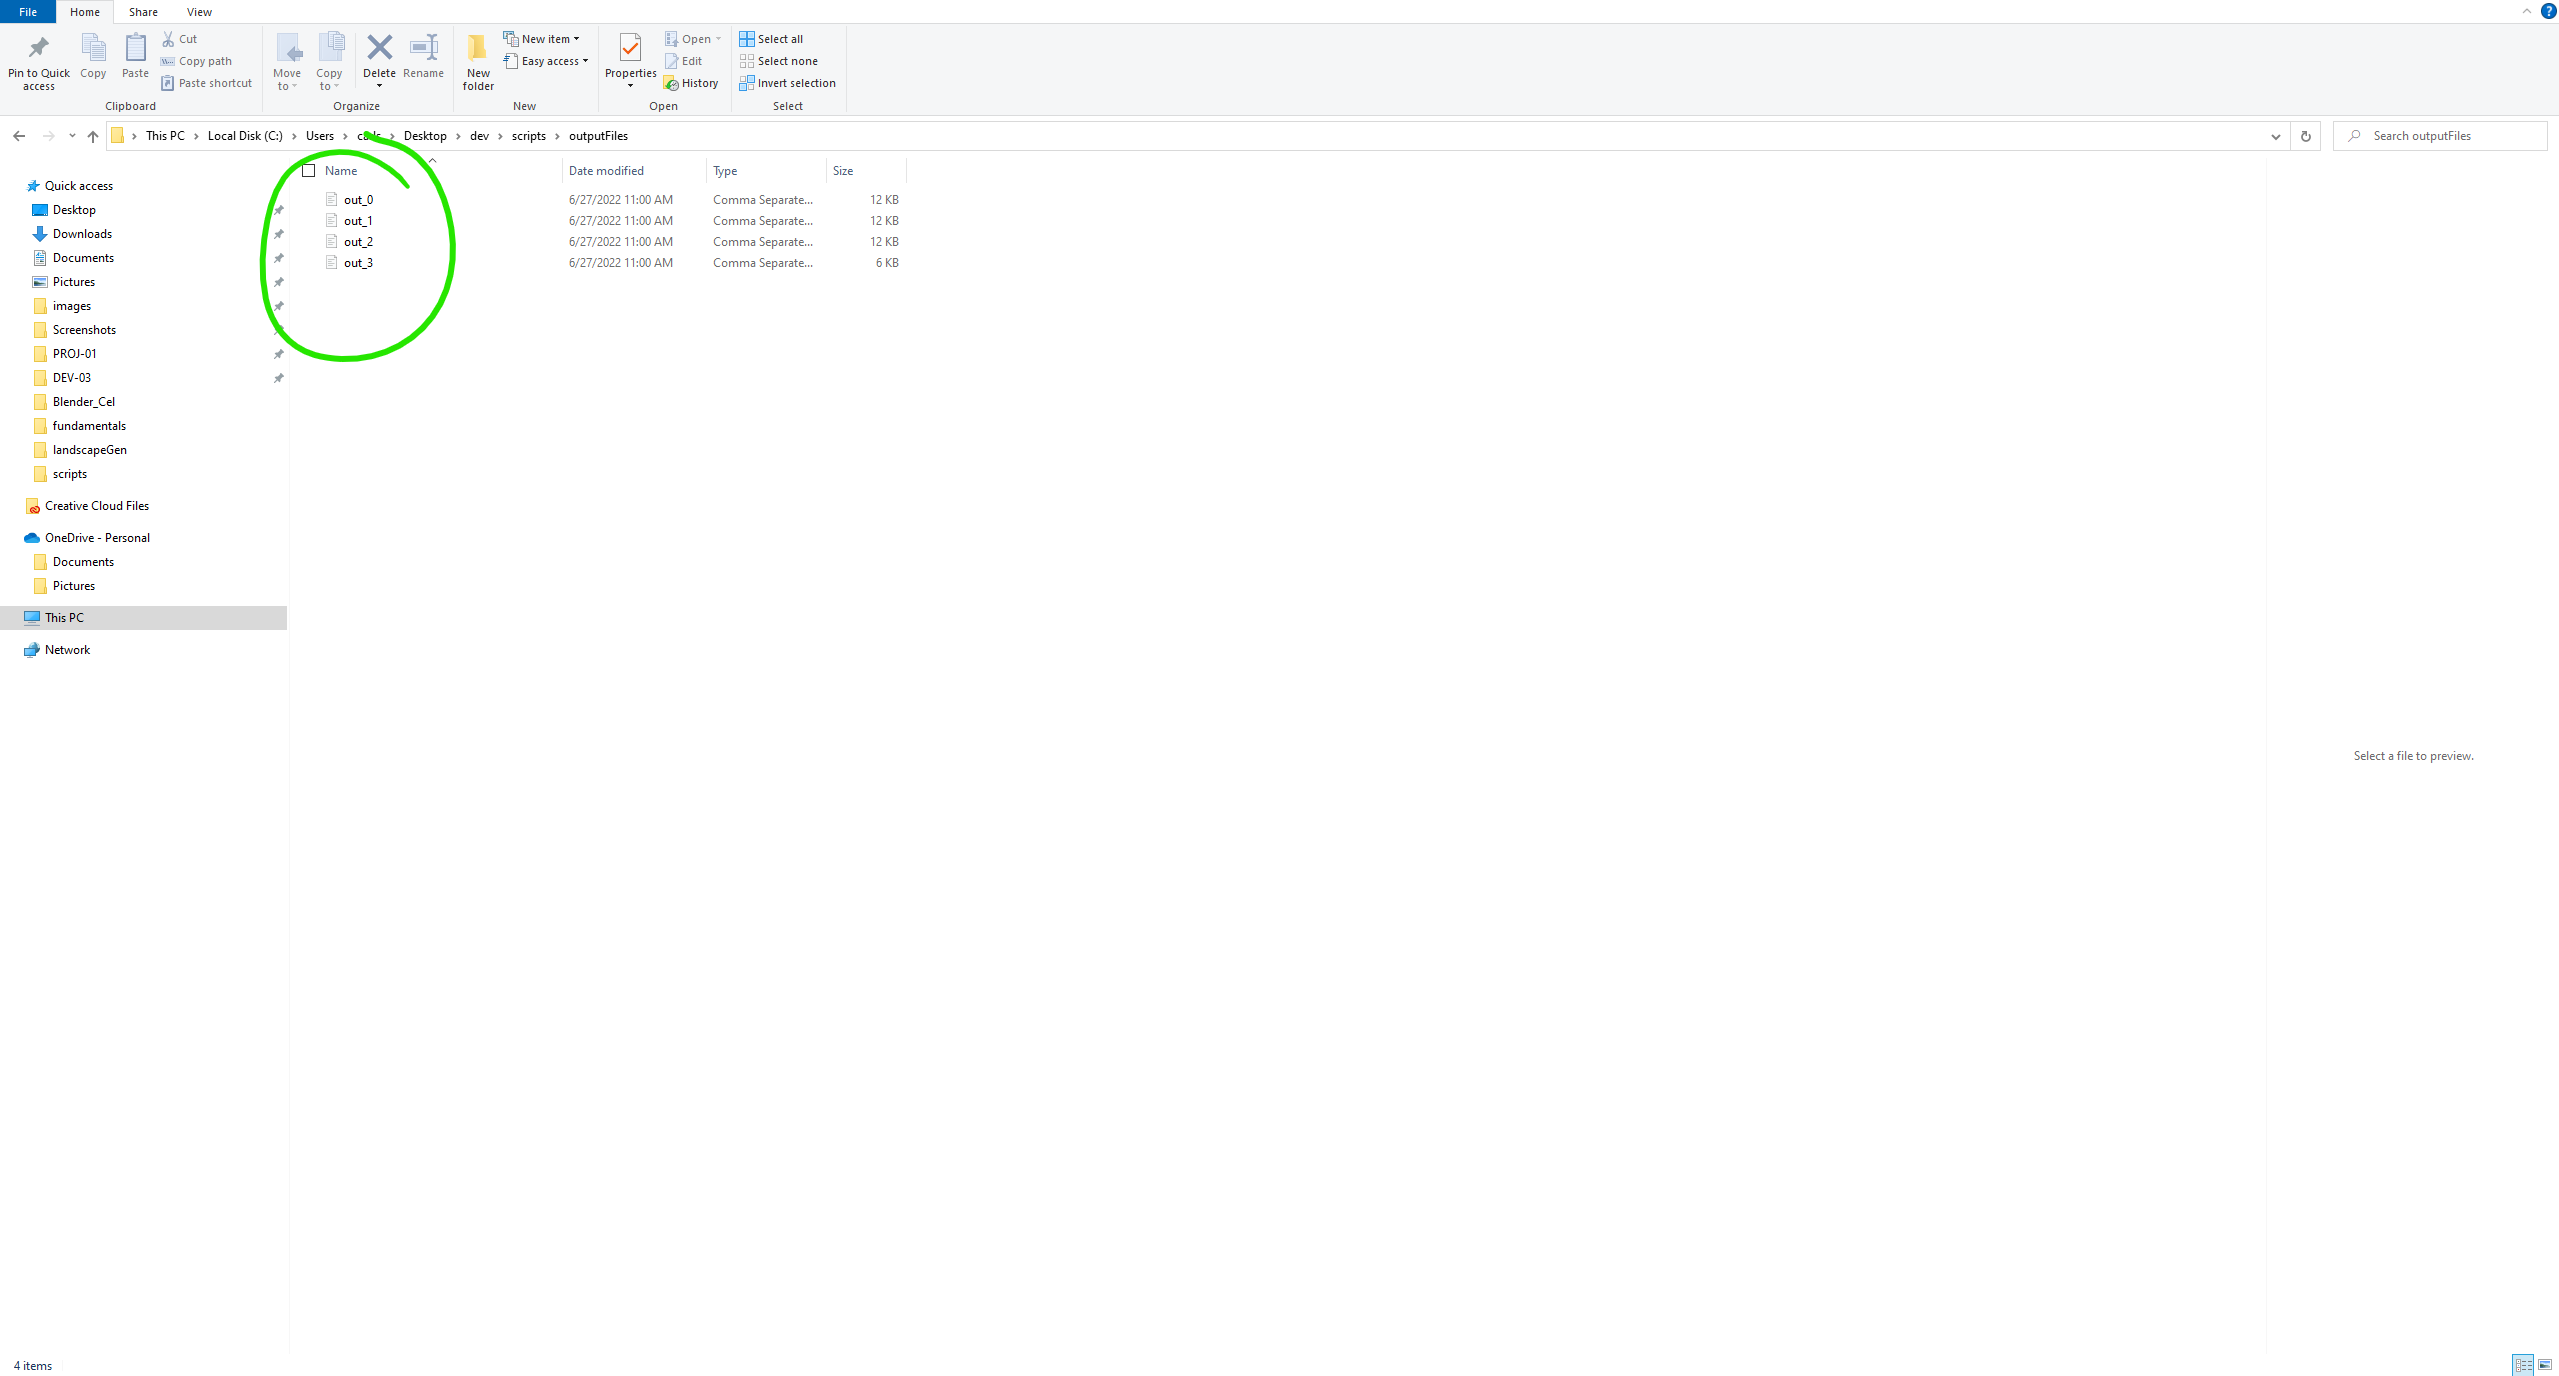 File Home Share View
Pin to Quick access
Copy
Paste
Cut
Copy path
Paste shortcut
Clipboard
Move to
Copy to
Delete
Rename
Organize
New folder
New item
Easy access
New
Properties
Open
Edit
History
Open
Select all
Select none
Invert selection
Select
This PC Local Disk (C:) Users Desktop dev scripts outputFiles
Search outputFiles
Quick access
Desktop
Downloads
Documents
Pictures
images
Screenshots
PROJ-01
DEV-03
Blender_Cel
fundamentals
landscapeGen
scripts
Creative Cloud Files
OneDrive - Personal
Documents
Pictures
This PC
Network
Name Date modified Type Size
out_0 6/27/2022 11:00 AM Comma Separate... 12 KB
out_1 6/27/2022 11:00 AM Comma Separate... 12 KB
out_2 6/27/2022 11:00 AM Comma Separate... 12 KB
out_3 6/27/2022 11:00 AM Comma Separate... 6 KB
Select a file to preview.
4 items